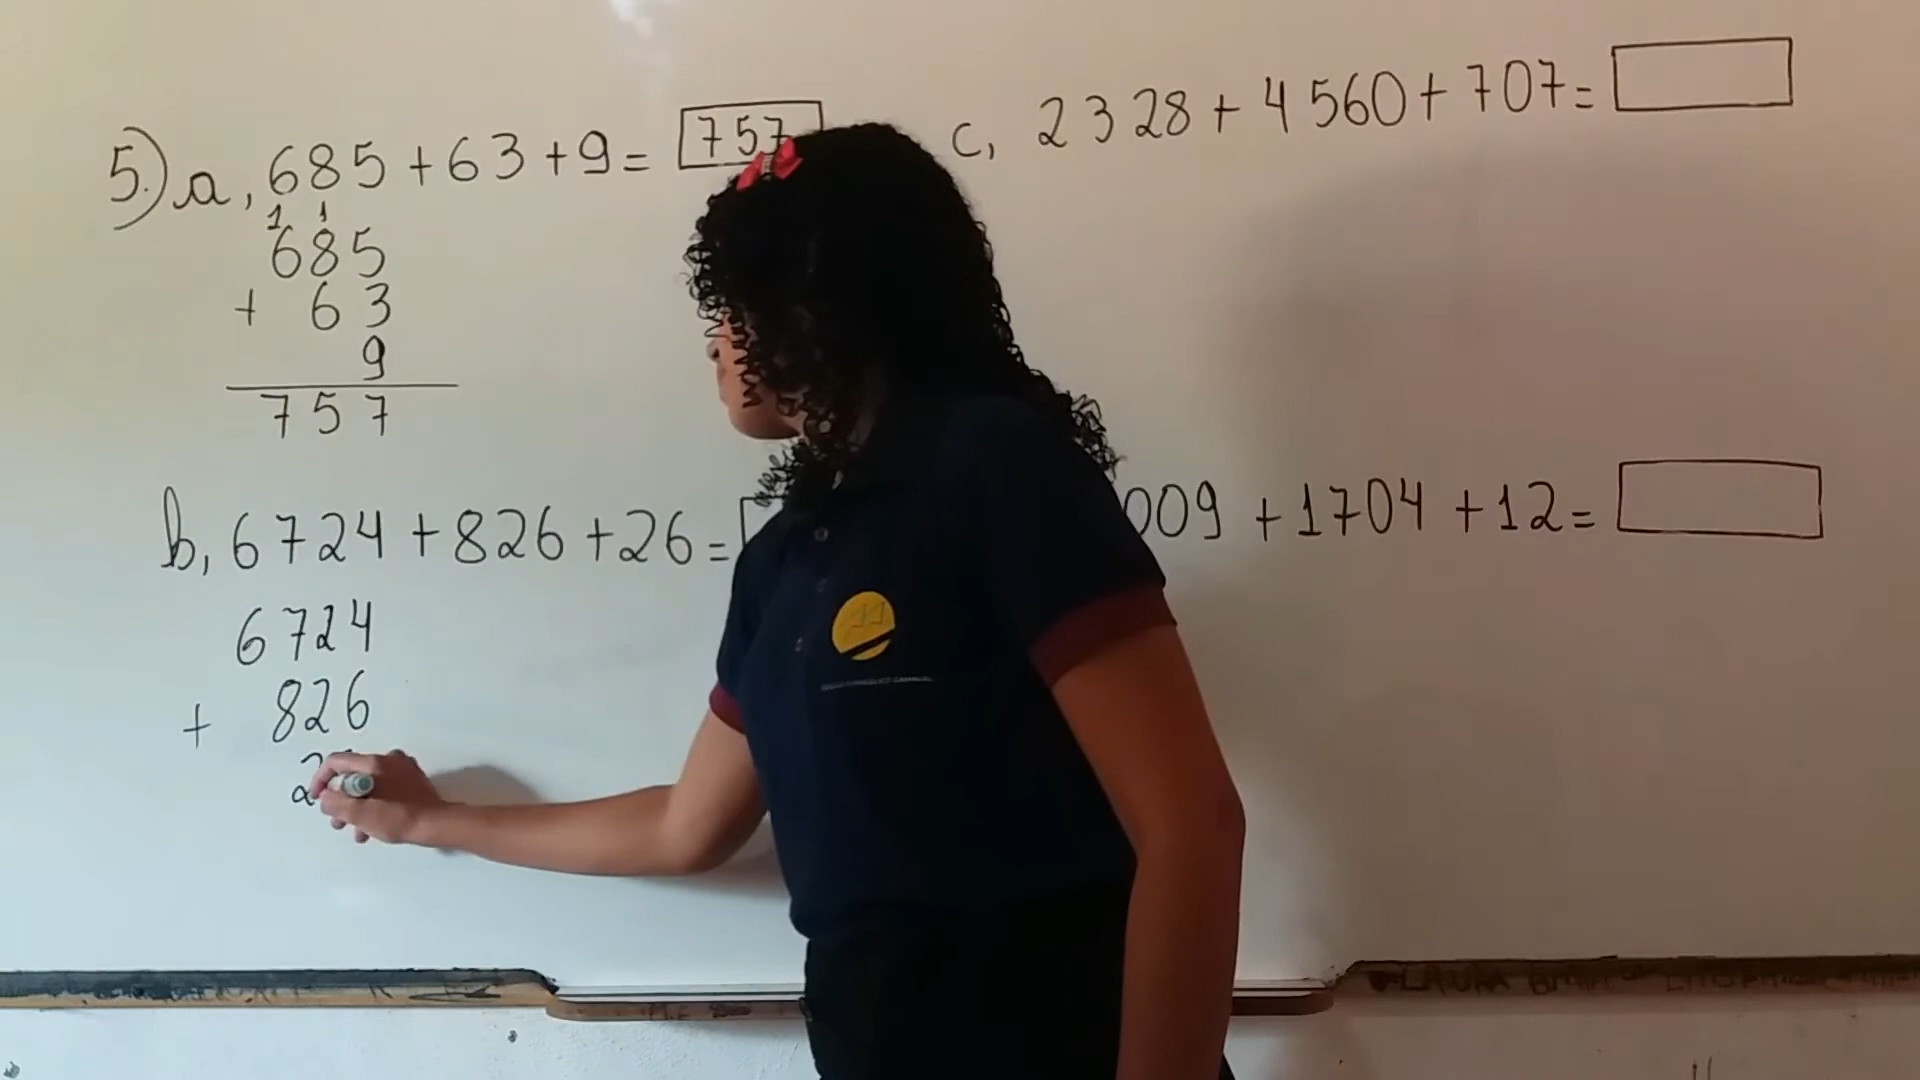 5.) a, 685 + 63 + 9 = 757
1 1
685
+ 63
9
757
b, 6724 + 826 + 26 =
6724
+ 826
2
c, 2328 + 4560 + 707 =
009 + 1704 + 12 =